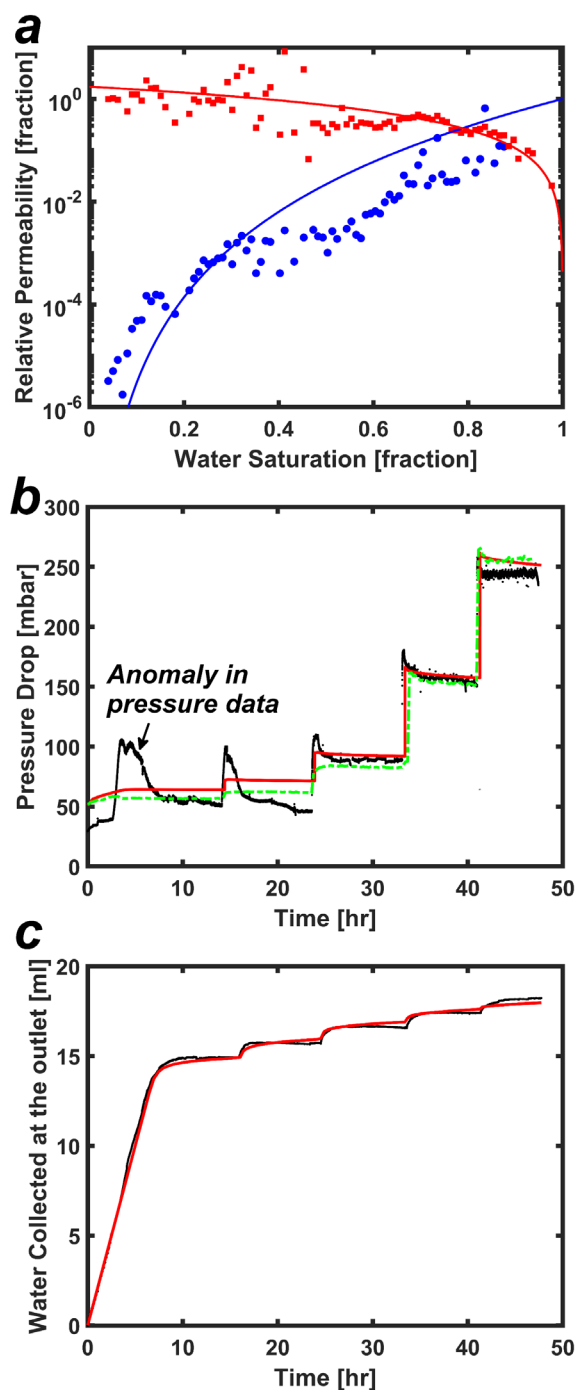 a
Relative Permeability [fraction]
10^0
10^-2
10^-4
10^-6
0 0.2 0.4 0.6 0.8 1
Water Saturation [fraction]
b
Pressure Drop [mbar]
300
250
200
150
100
50
0
Anomaly in
pressure data
0 10 20 30 40 50
Time [hr]
c
Water Collected at the outlet [ml]
20
15
10
5
0
0 10 20 30 40 50
Time [hr]